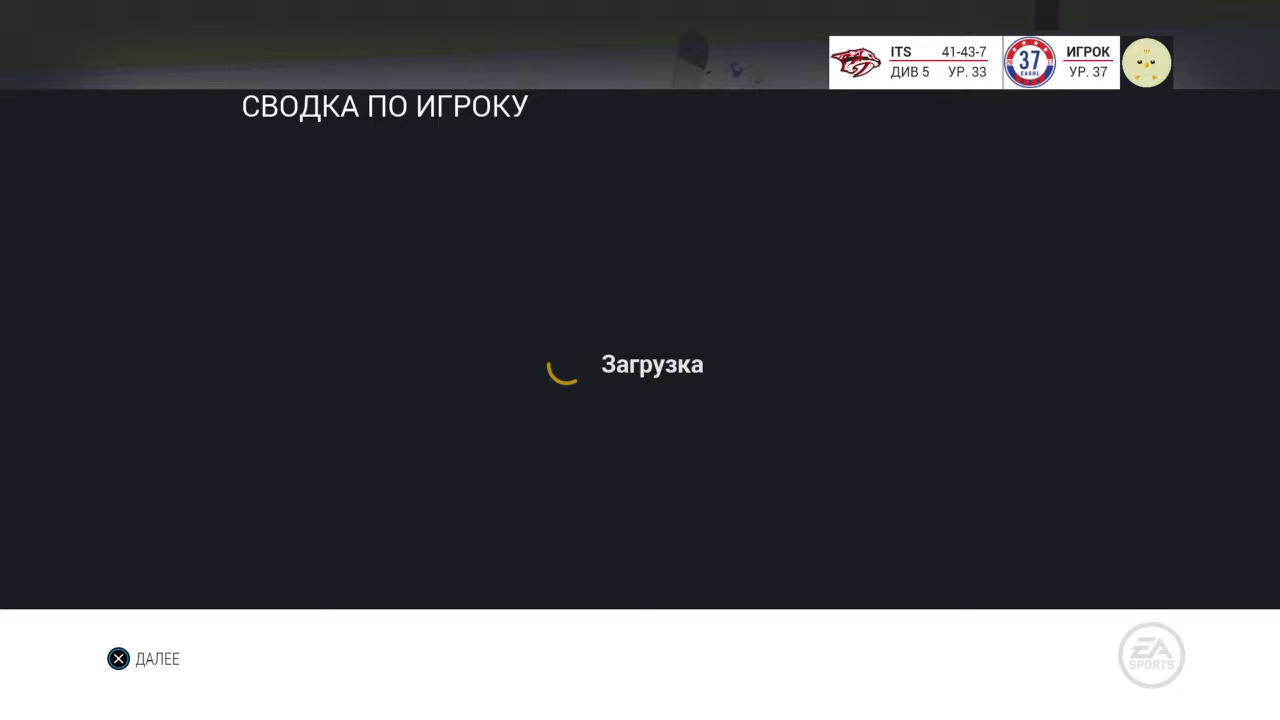 ITS 41-43-7
ДИВ 5 УР. 33
37
EASHL
ИГРОК
УР. 37
СВОДКА ПО ИГРОКУ
Загрузка
ДАЛЕЕ
EA
SPORTS